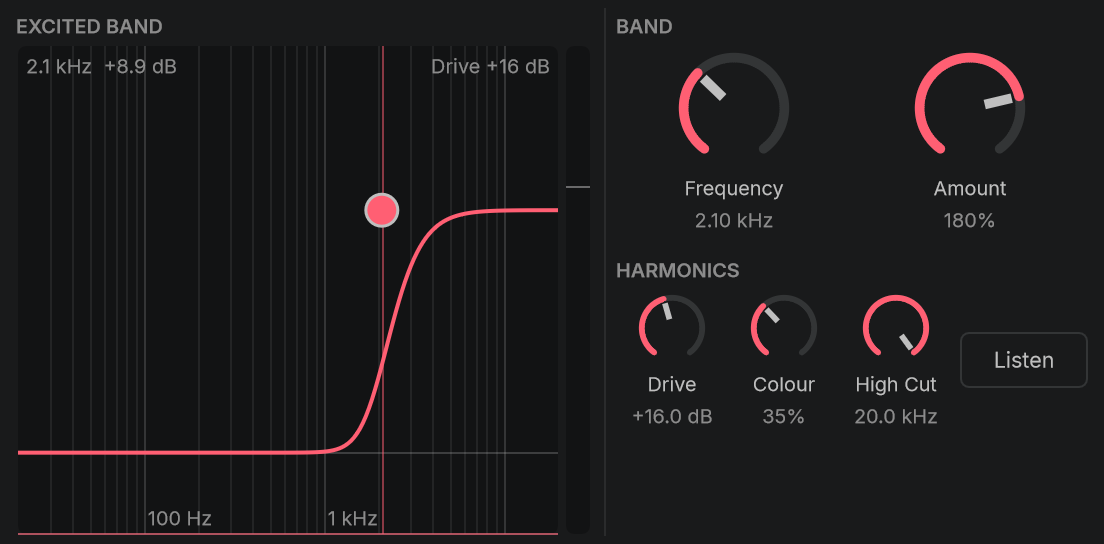 EXCITED BAND
2.1 kHz +8.9 dB
Drive +16 dB
100 Hz
1 kHz
BAND
Frequency
2.10 kHz
Amount
180%
HARMONICS
Drive
+16.0 dB
Colour
35%
High Cut
20.0 kHz
Listen